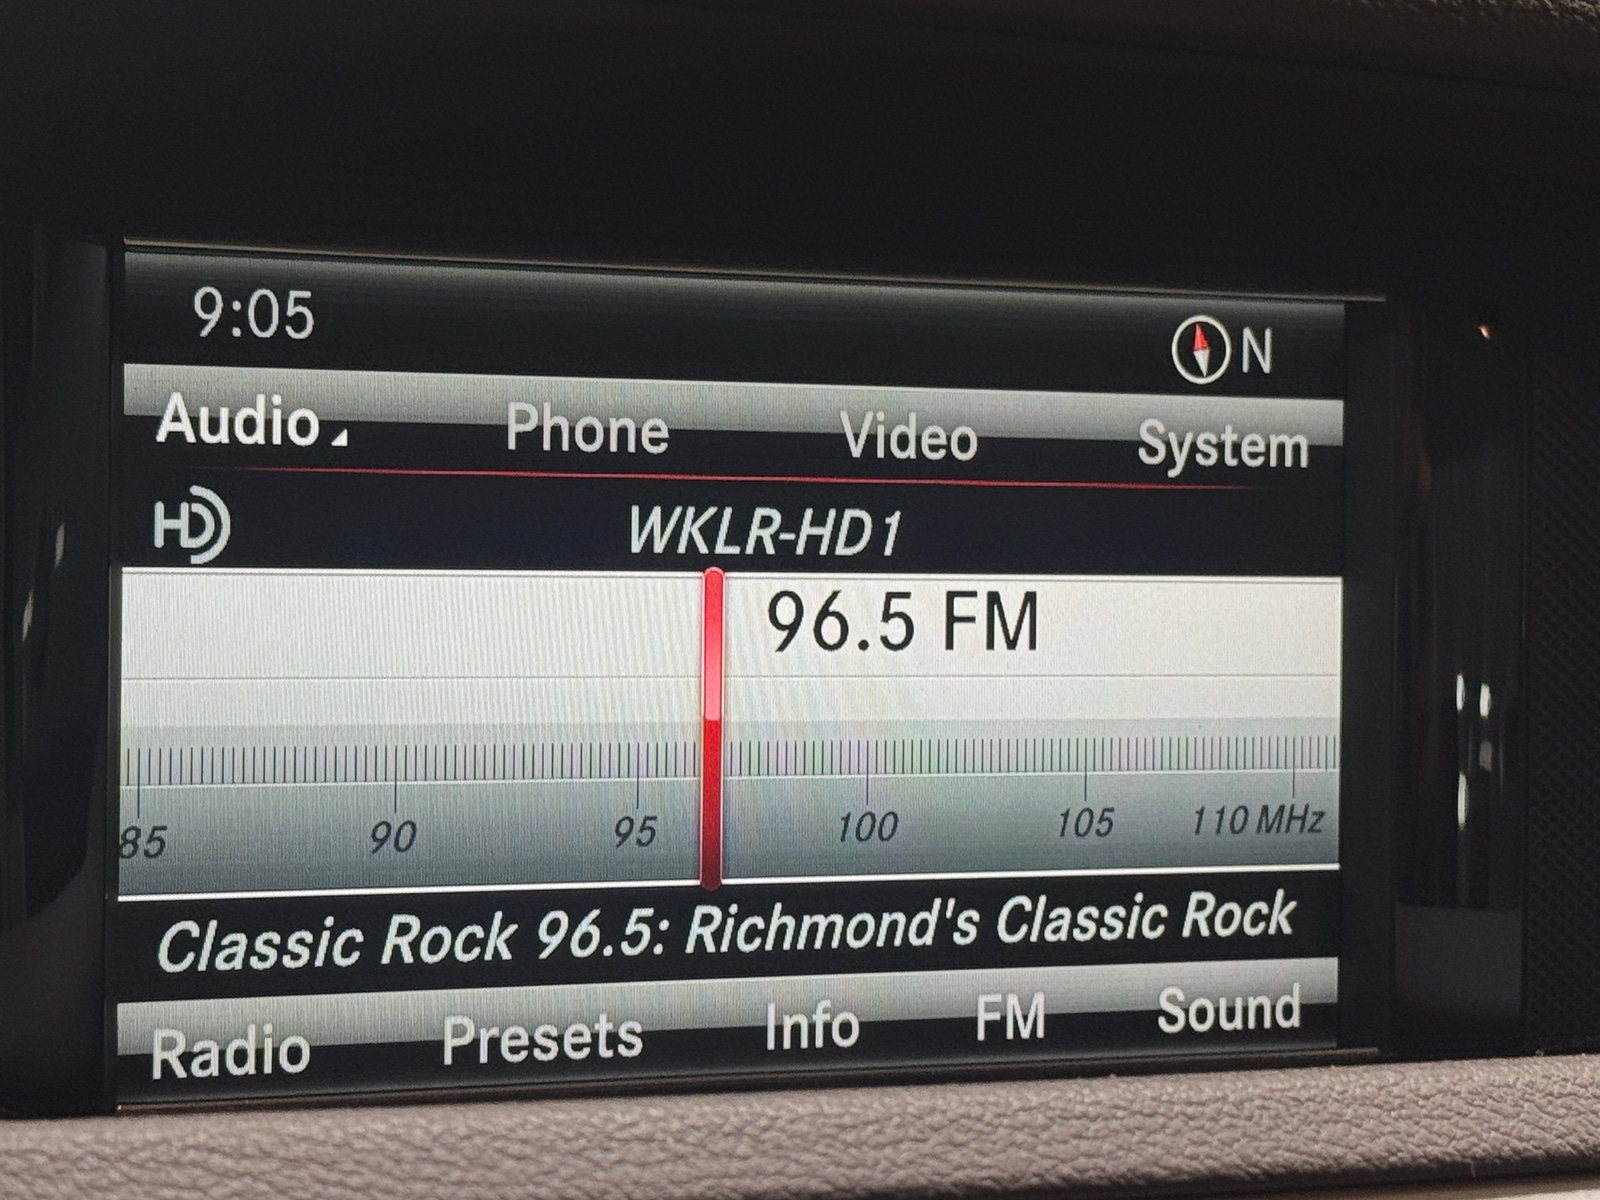 9:05 N
Audio Phone Video System
HD WKLR-HD1
96.5 FM
85 90 95 100 105 110 MHz
Classic Rock 96.5: Richmond's Classic Rock
Radio Presets Info FM Sound